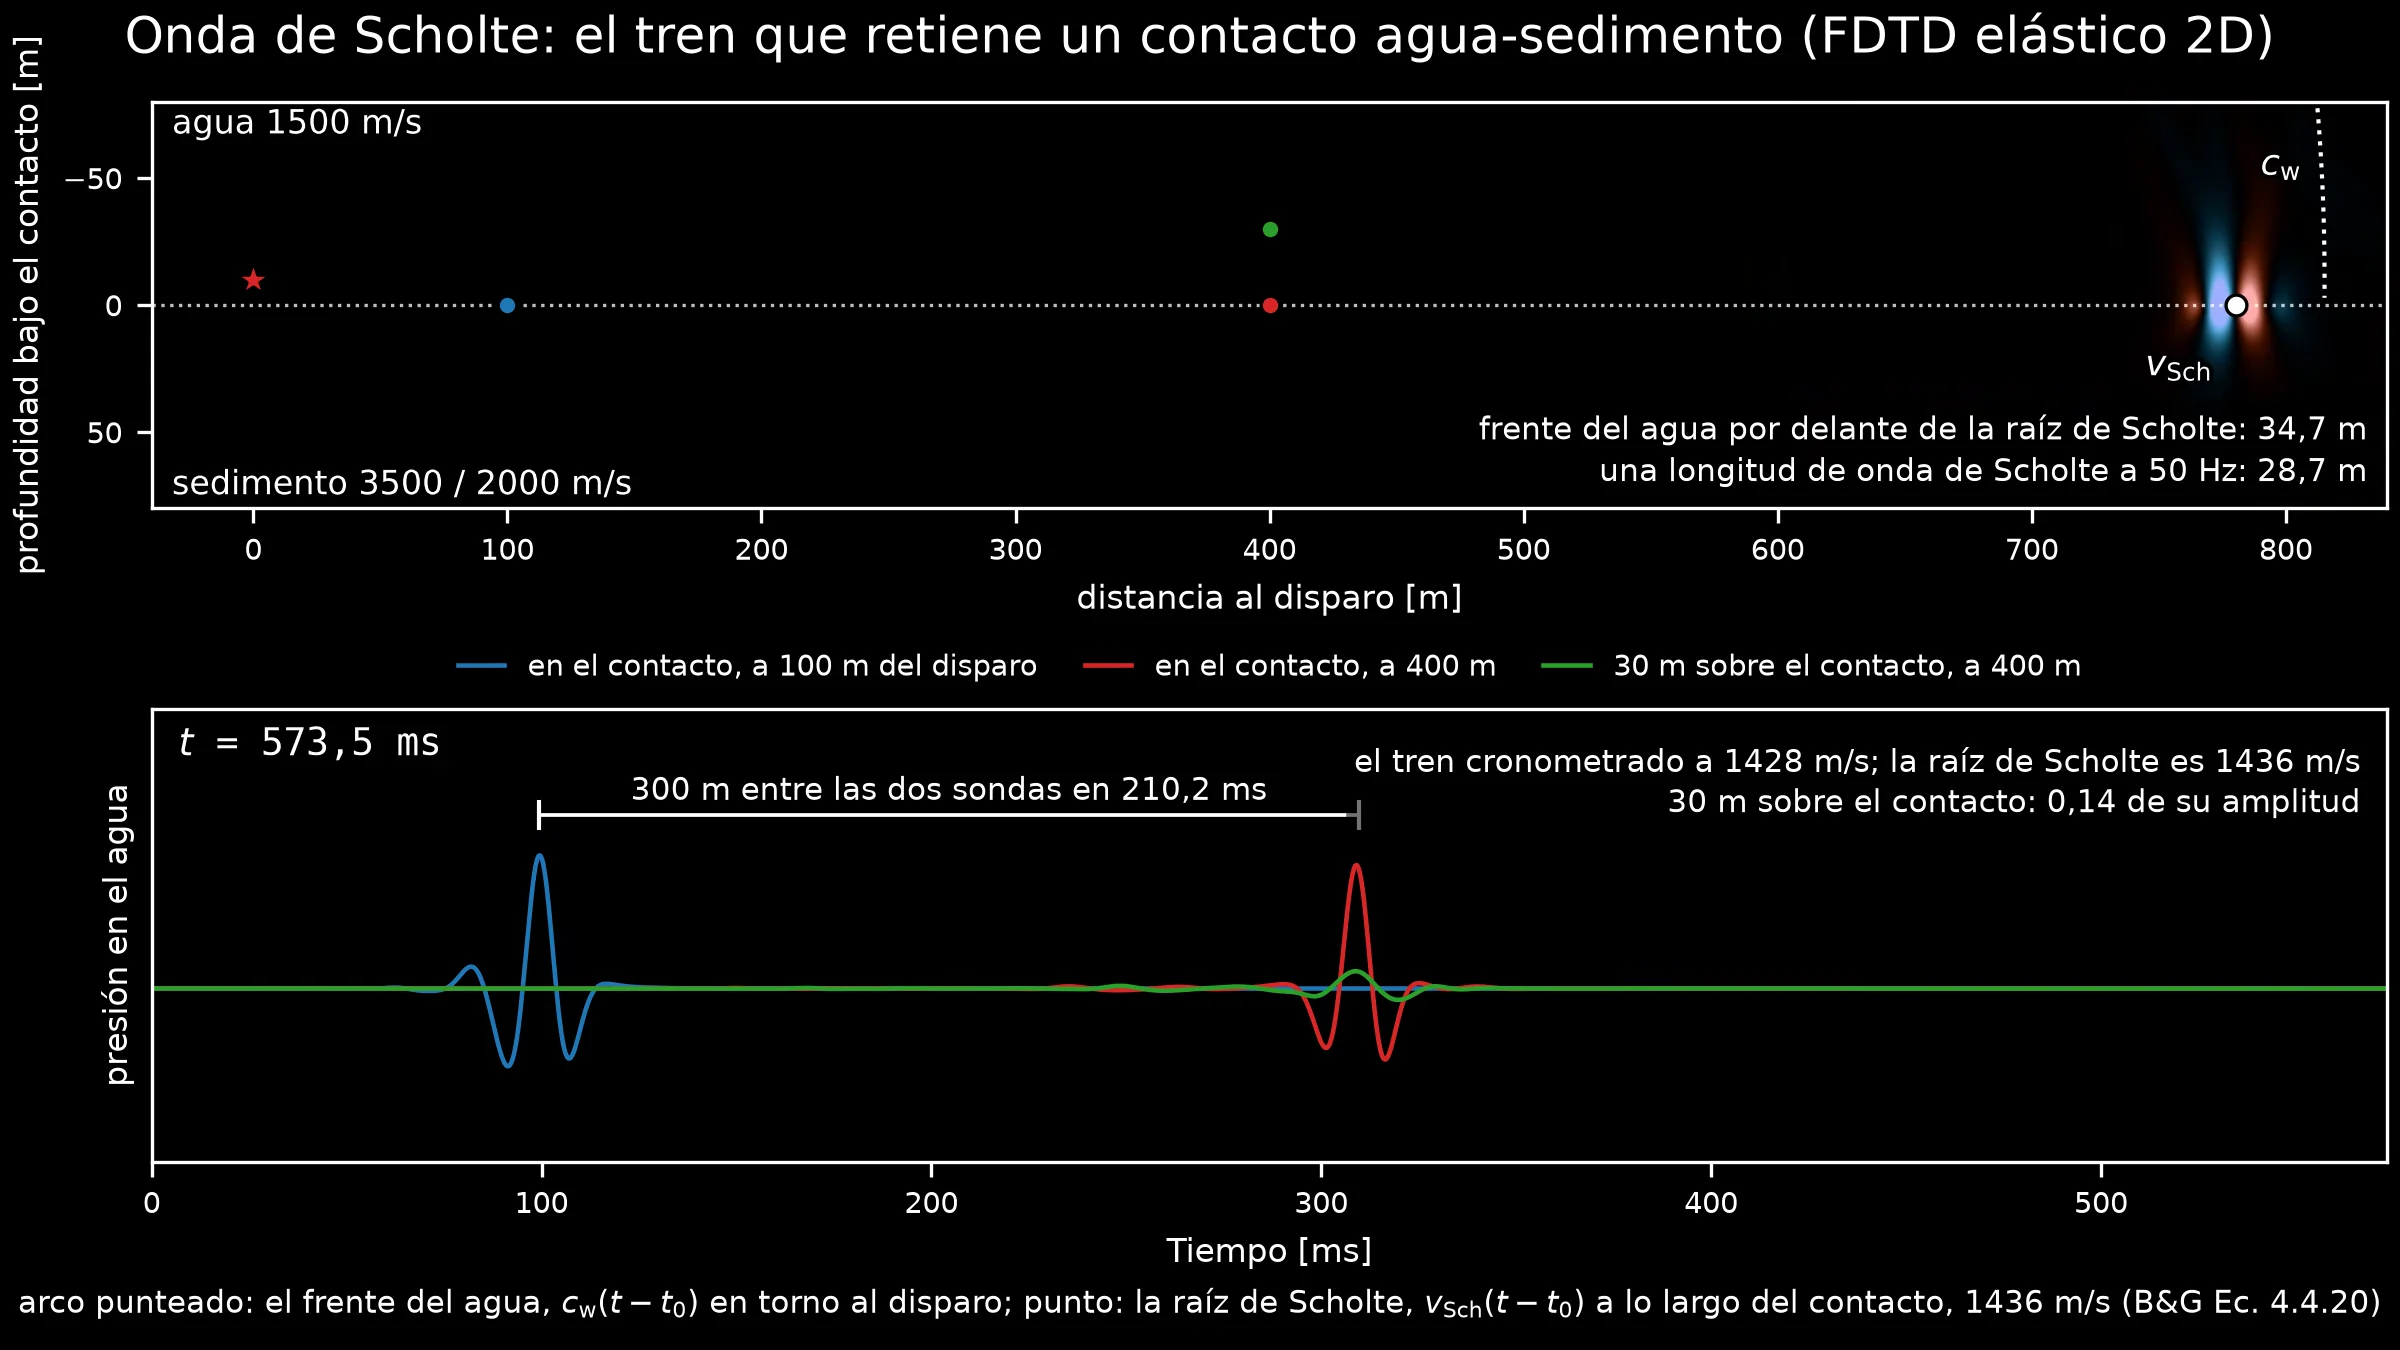 Onda de Scholte: el tren que retiene un contacto agua-sedimento (FDTD elástico 2D)
profundidad bajo el contacto [m]
agua 1500 m/s
−50
0
50
c_w
v_Sch
frente del agua por delante de la raíz de Scholte: 34,7 m
una longitud de onda de Scholte a 50 Hz: 28,7 m
sedimento 3500 / 2000 m/s
0 100 200 300 400 500 600 700 800
distancia al disparo [m]
en el contacto, a 100 m del disparo
en el contacto, a 400 m
30 m sobre el contacto, a 400 m
presión en el agua
t = 573,5 ms
el tren cronometrado a 1428 m/s; la raíz de Scholte es 1436 m/s
30 m sobre el contacto: 0,14 de su amplitud
300 m entre las dos sondas en 210,2 ms
0 100 200 300 400 500
Tiempo [ms]
arco punteado: el frente del agua, c_w(t − t_0) en torno al disparo; punto: la raíz de Scholte, v_Sch(t − t_0) a lo largo del contacto, 1436 m/s (B&G Ec. 4.4.20)